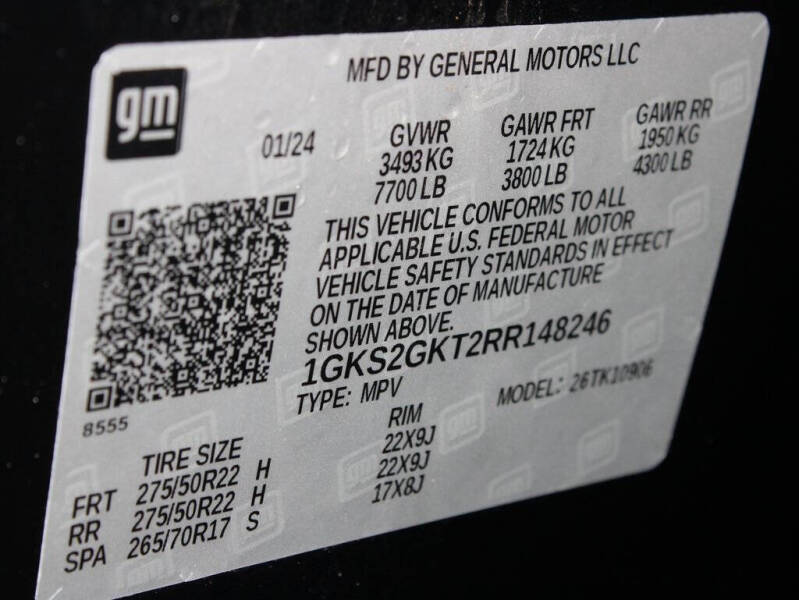 gm
MFD BY GENERAL MOTORS LLC
01/24
GVWR
3493 KG
7700 LB
GAWR FRT
1724 KG
3800 LB
GAWR RR
1950 KG
4300 LB
THIS VEHICLE CONFORMS TO ALL
APPLICABLE U.S. FEDERAL MOTOR
VEHICLE SAFETY STANDARDS IN EFFECT
ON THE DATE OF MANUFACTURE
SHOWN ABOVE.
1GKS2GKT2RR148246
TYPE: MPV
MODEL: 26TK10906
8555
TIRE SIZE
RIM
FRT 275/50R22 H 22X9J
RR 275/50R22 H 22X9J
SPA 265/70R17 S 17X8J